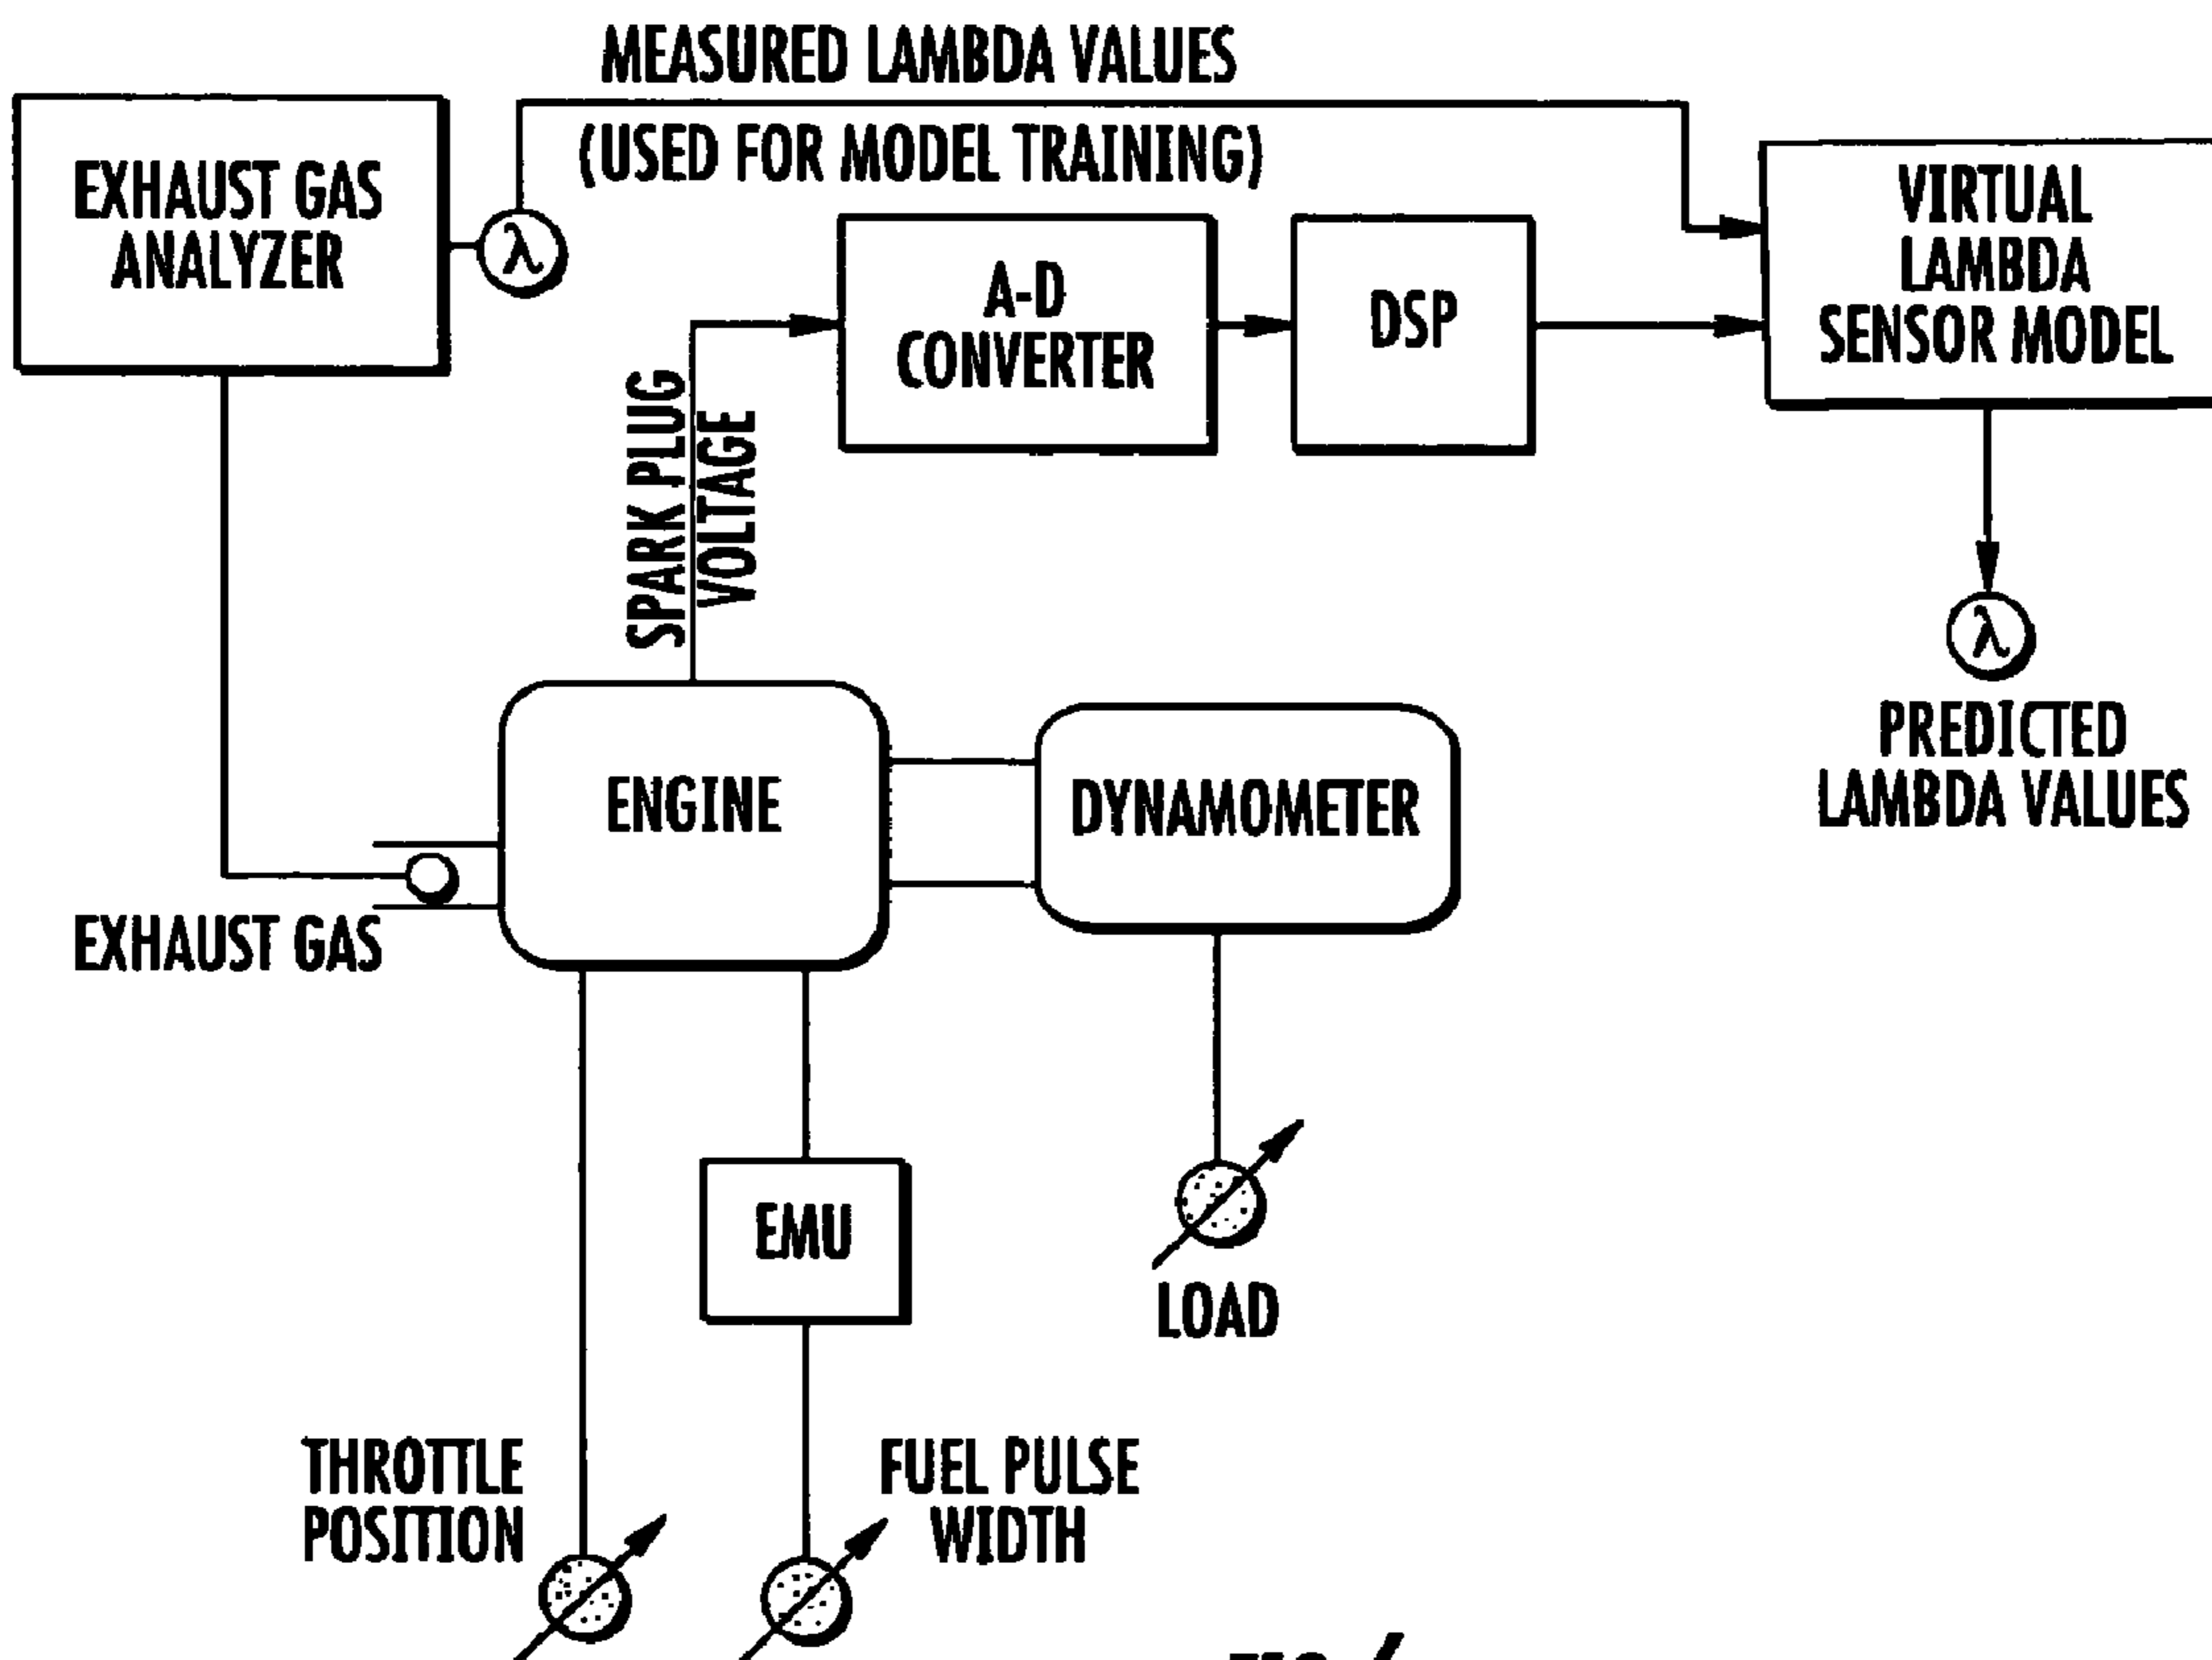 MEASURED LAMBDA VALUES
(USED FOR MODEL TRAINING)
EXHAUST GAS
ANALYZER
λ
A-D
CONVERTER
DSP
VIRTUAL
LAMBDA
SENSOR MODEL
SPARK PLUG
VOLTAGE
λ
PREDICTED
LAMBDA VALUES
ENGINE
DYNAMOMETER
EXHAUST GAS
EMU
LOAD
THROTTLE
POSITION
FUEL PULSE
WIDTH